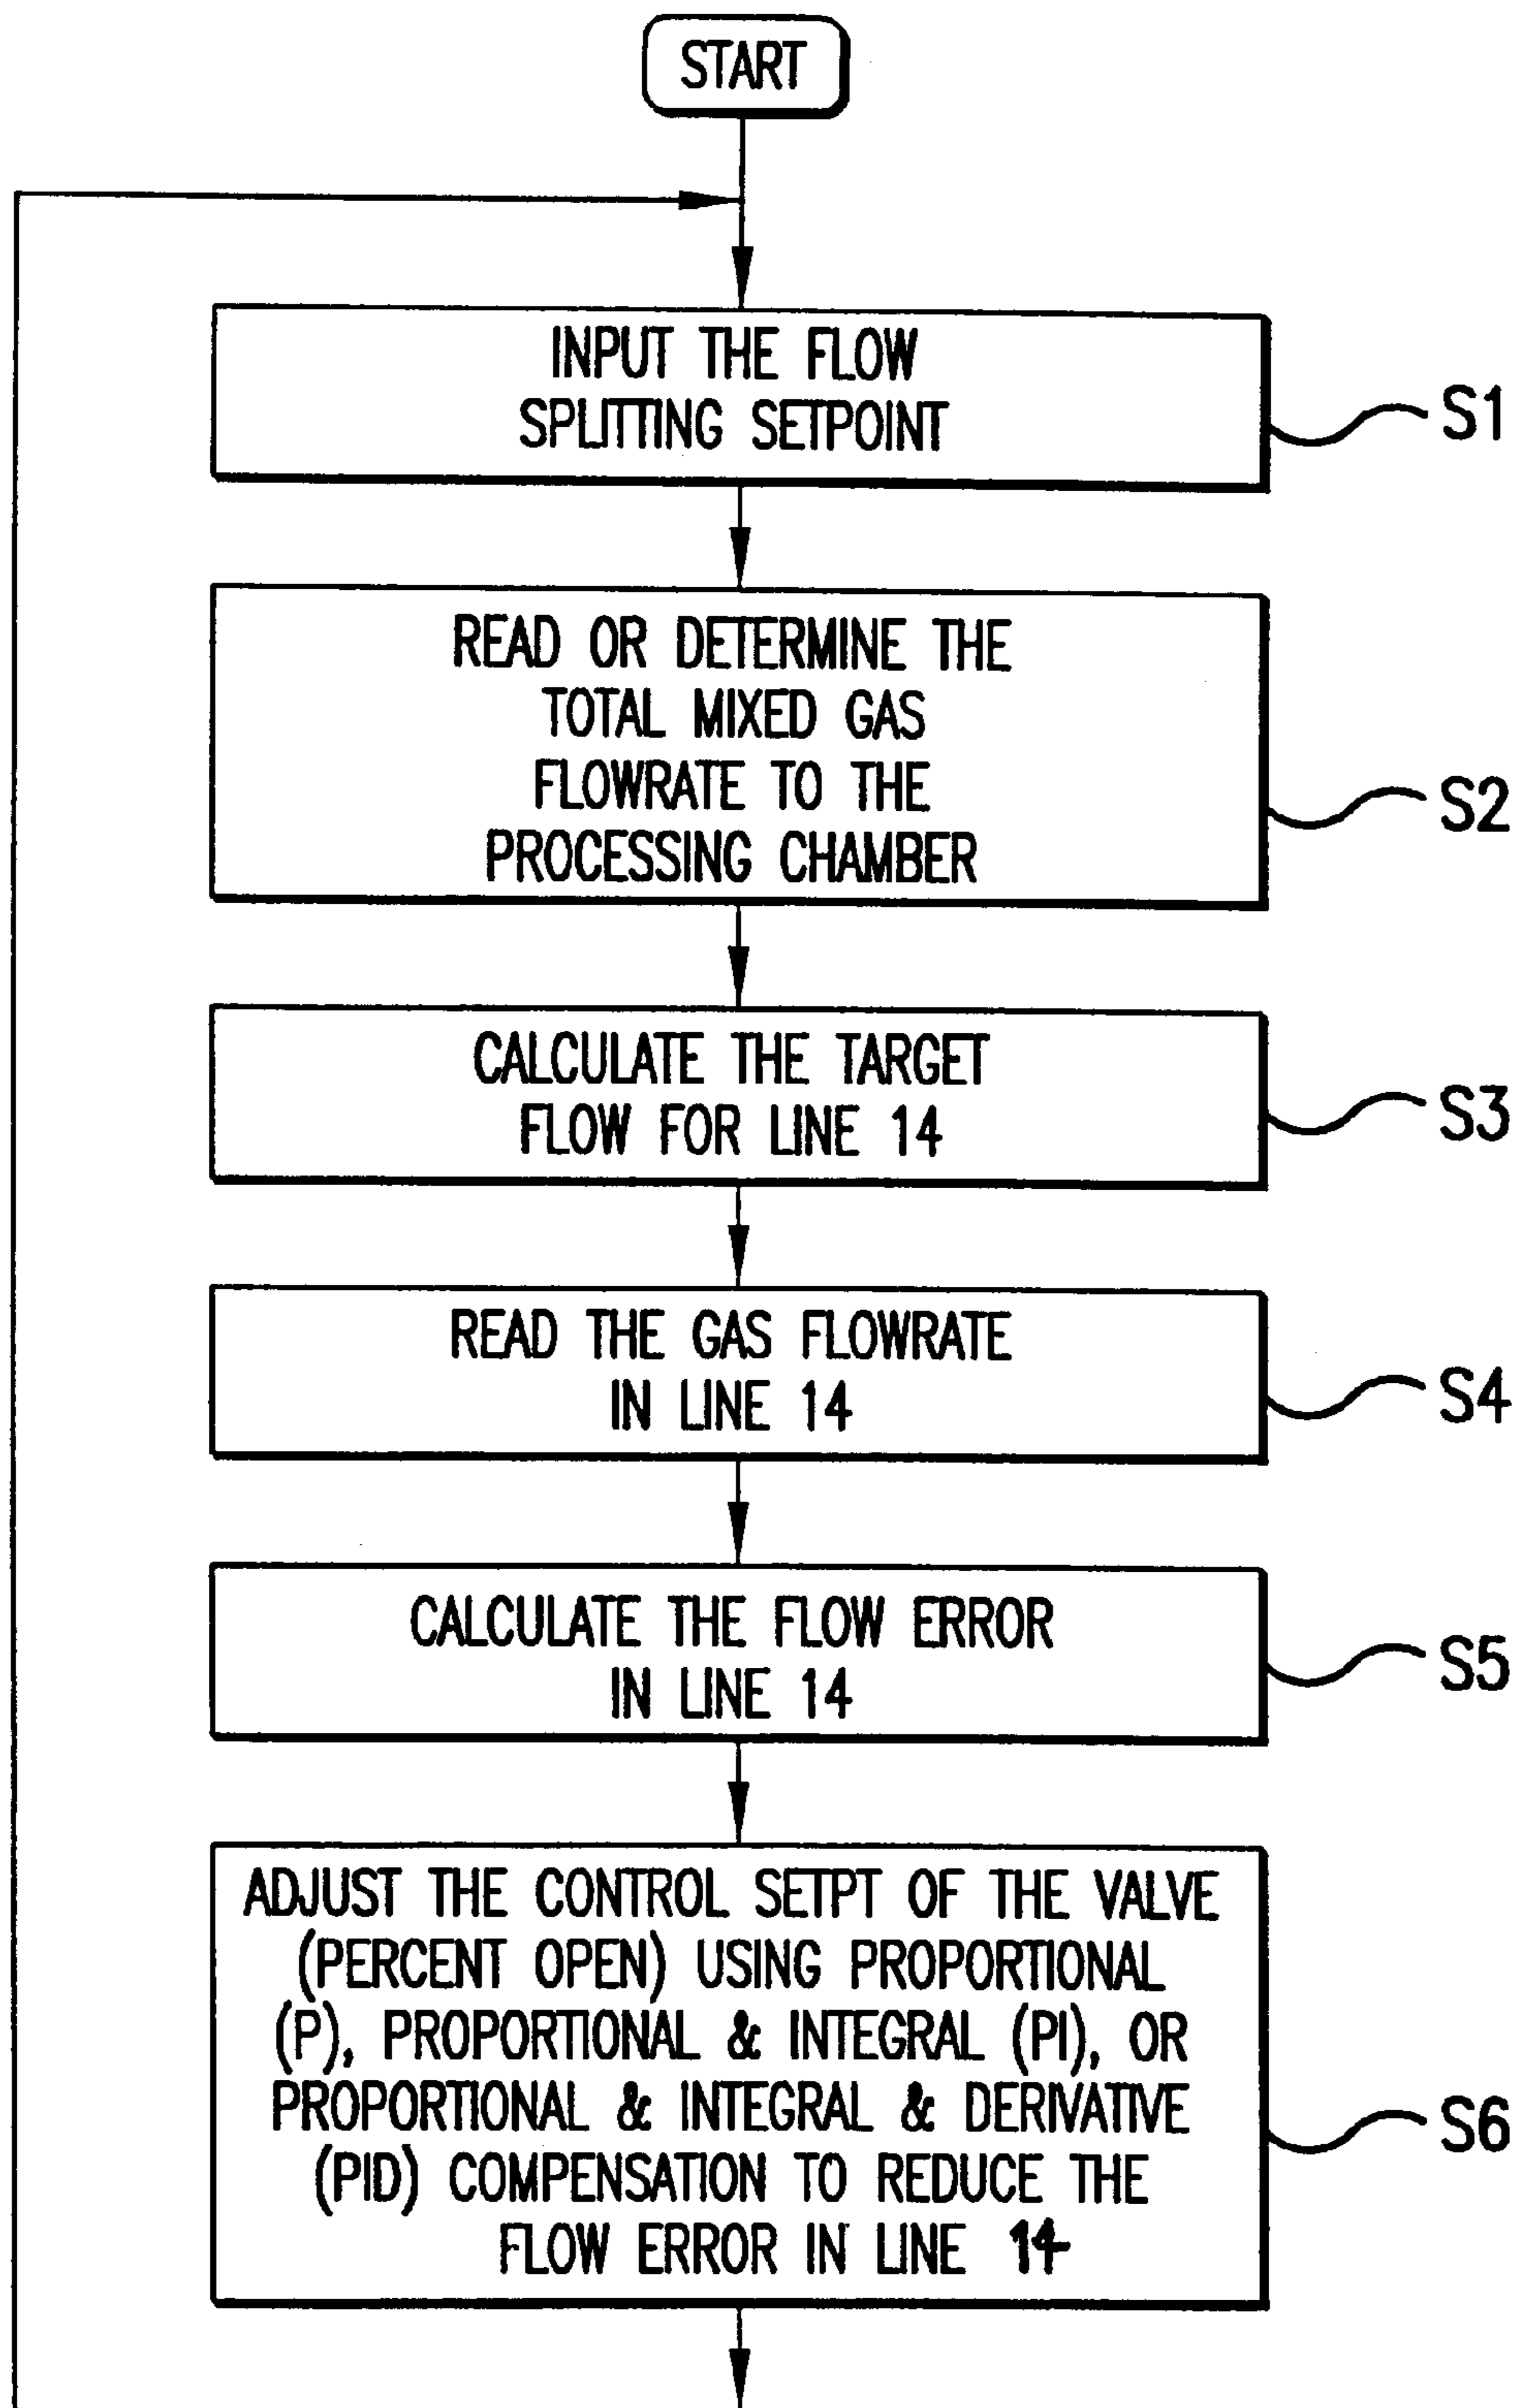 START
INPUT THE FLOW
SPLITTING SETPOINT
S1
READ OR DETERMINE THE
TOTAL MIXED GAS
FLOWRATE TO THE
PROCESSING CHAMBER
S2
CALCULATE THE TARGET
FLOW FOR LINE 14
S3
READ THE GAS FLOWRATE
IN LINE 14
S4
CALCULATE THE FLOW ERROR
IN LINE 14
S5
ADJUST THE CONTROL SETPT OF THE VALVE
(PERCENT OPEN) USING PROPORTIONAL
(P), PROPORTIONAL & INTEGRAL (PI), OR
PROPORTIONAL & INTEGRAL & DERIVATIVE
(PID) COMPENSATION TO REDUCE THE
FLOW ERROR IN LINE 14
S6